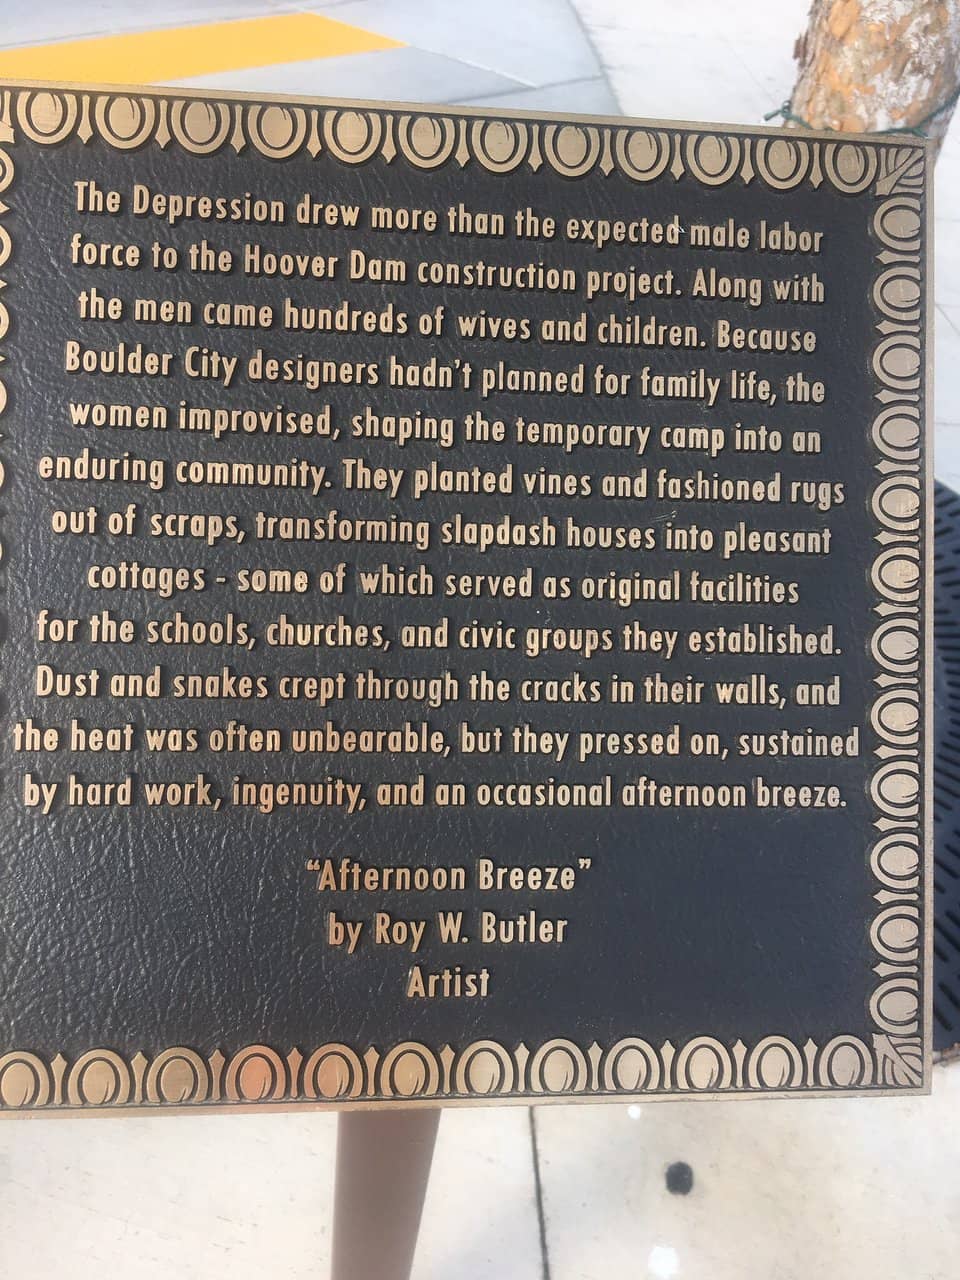 The Depression drew more than the expected male labor
force to the Hoover Dam construction project. Along with
the men came hundreds of wives and children. Because
Boulder City designers hadn't planned for family life, the
women improvised, shaping the temporary camp into an
enduring community. They planted vines and fashioned rugs
out of scraps, transforming slapdash houses into pleasant
cottages - some of which served as original facilities
for the schools, churches, and civic groups they established.
Dust and snakes crept through the cracks in their walls, and
the heat was often unbearable, but they pressed on, sustained
by hard work, ingenuity, and an occasional afternoon breeze.
"Afternoon Breeze"
by Roy W. Butler
Artist